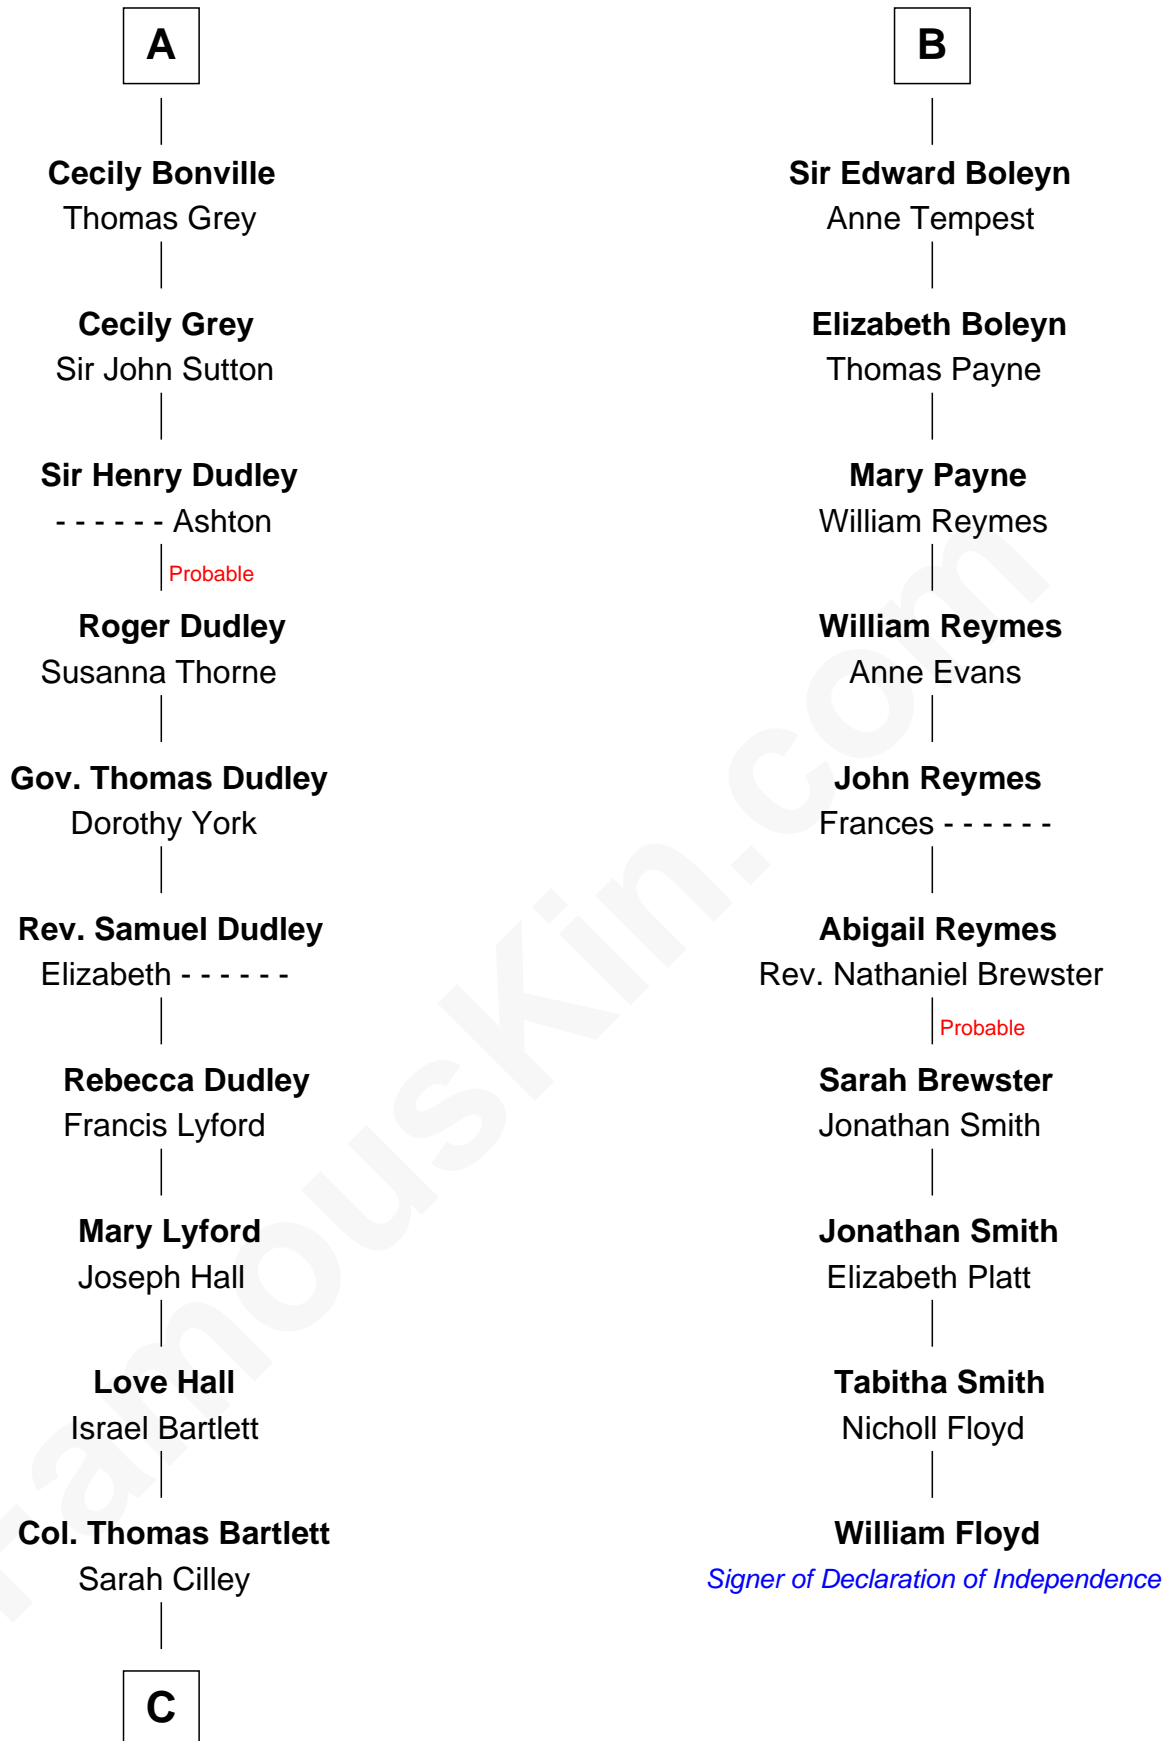 A
Cecily Bonville
Thomas Grey
Cecily Grey
Sir John Sutton
Sir Henry Dudley
- - - - - - Ashton
Probable
Roger Dudley
Susanna Thorne
Gov. Thomas Dudley
Dorothy York
Rev. Samuel Dudley
Elizabeth - - - - - -
Rebecca Dudley
Francis Lyford
Mary Lyford
Joseph Hall
Love Hall
Israel Bartlett
Col. Thomas Bartlett
Sarah Cilley
C
B
Sir Edward Boleyn
Anne Tempest
Elizabeth Boleyn
Thomas Payne
Mary Payne
William Reymes
William Reymes
Anne Evans
John Reymes
Frances - - - - - -
Abigail Reymes
Rev. Nathaniel Brewster
Probable
Sarah Brewster
Jonathan Smith
Jonathan Smith
Elizabeth Platt
Tabitha Smith
Nicholl Floyd
William Floyd
Signer of Declaration of Independence
FamousKin.com